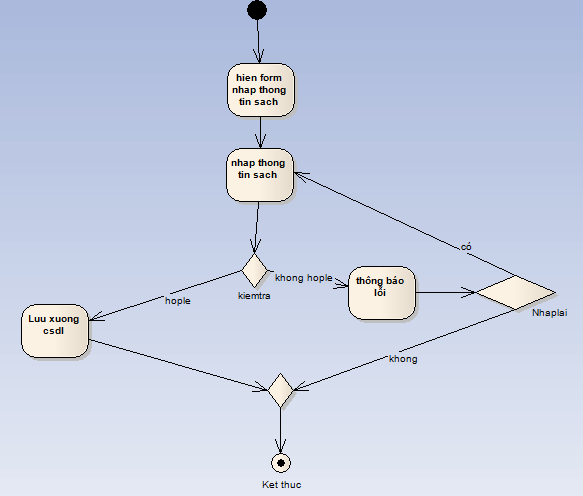 hien form
nhap thong
tin sach
nhap thong
tin sach
có
khong hople
kiemtra
hople
thông báo
lỗi
Nhaplai
Luu xuong
csdl
khong
Ket thuc